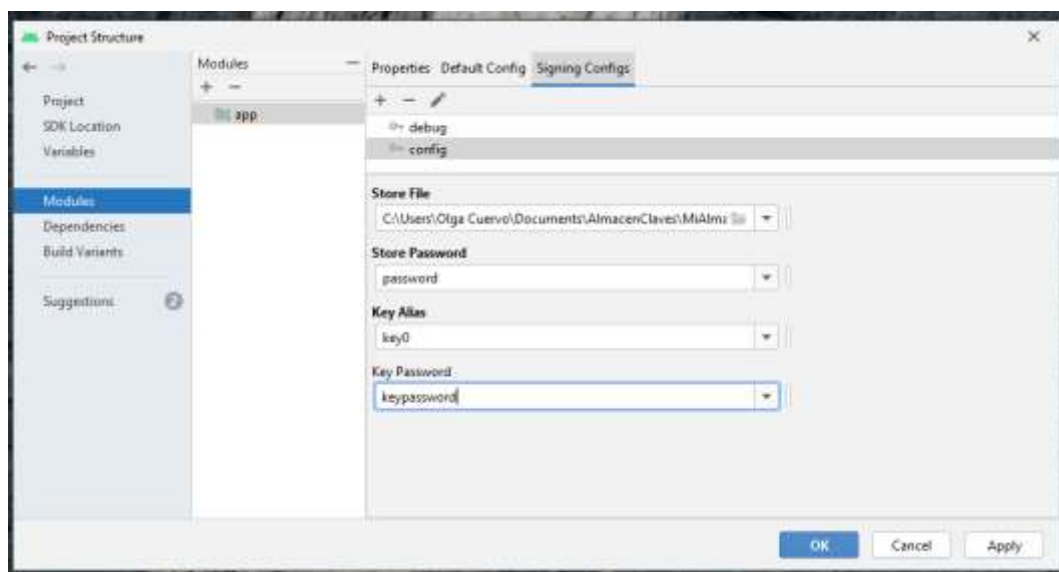 Project Structure
Project
SDK Location
Variables
Modules
Dependencies
Build Variants
Suggestions 2
Modules
app
Properties Default Config Signing Configs
debug
config
Store File
C:\Users\Olga Cuervo\Documents\AlmacenClaves\MiAlma
Store Password
password
Key Alias
key0
Key Password
keypassword
OK Cancel Apply